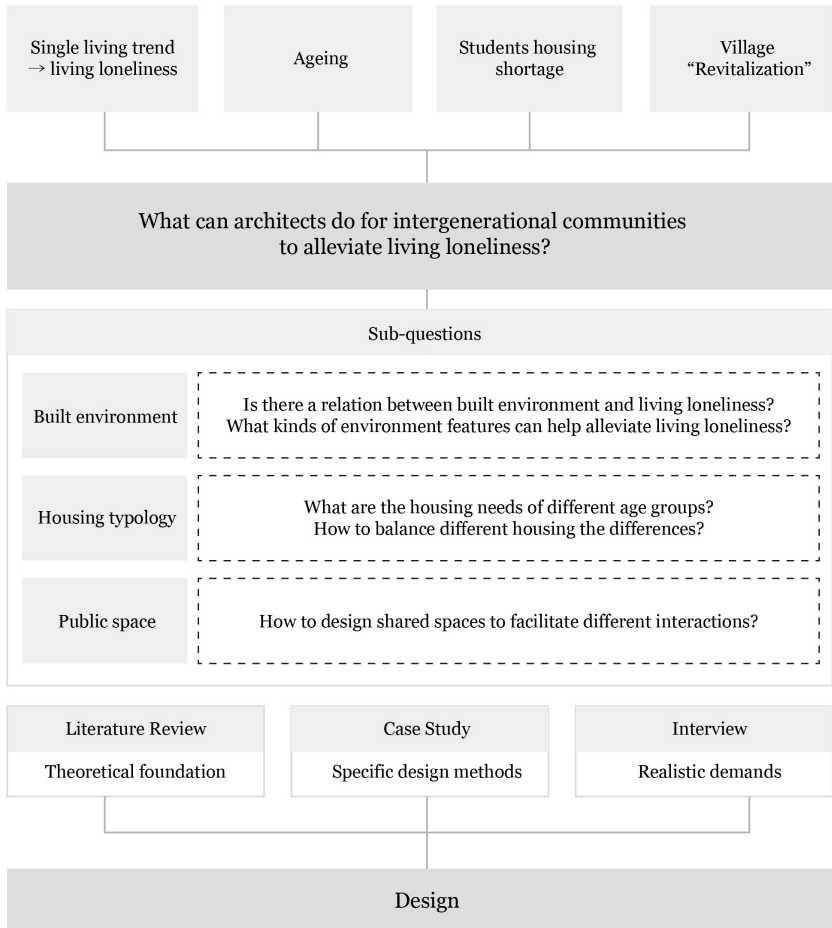 Single living trend
→ living loneliness
Ageing
Students housing
shortage
Village
“Revitalization”
What can architects do for intergenerational communities
to alleviate living loneliness?
Sub-questions
Built environment
Is there a relation between built environment and living loneliness?
What kinds of environment features can help alleviate living loneliness?
Housing typology
What are the housing needs of different age groups?
How to balance different housing the differences?
Public space
How to design shared spaces to facilitate different interactions?
Literature Review
Theoretical foundation
Case Study
Specific design methods
Interview
Realistic demands
Design